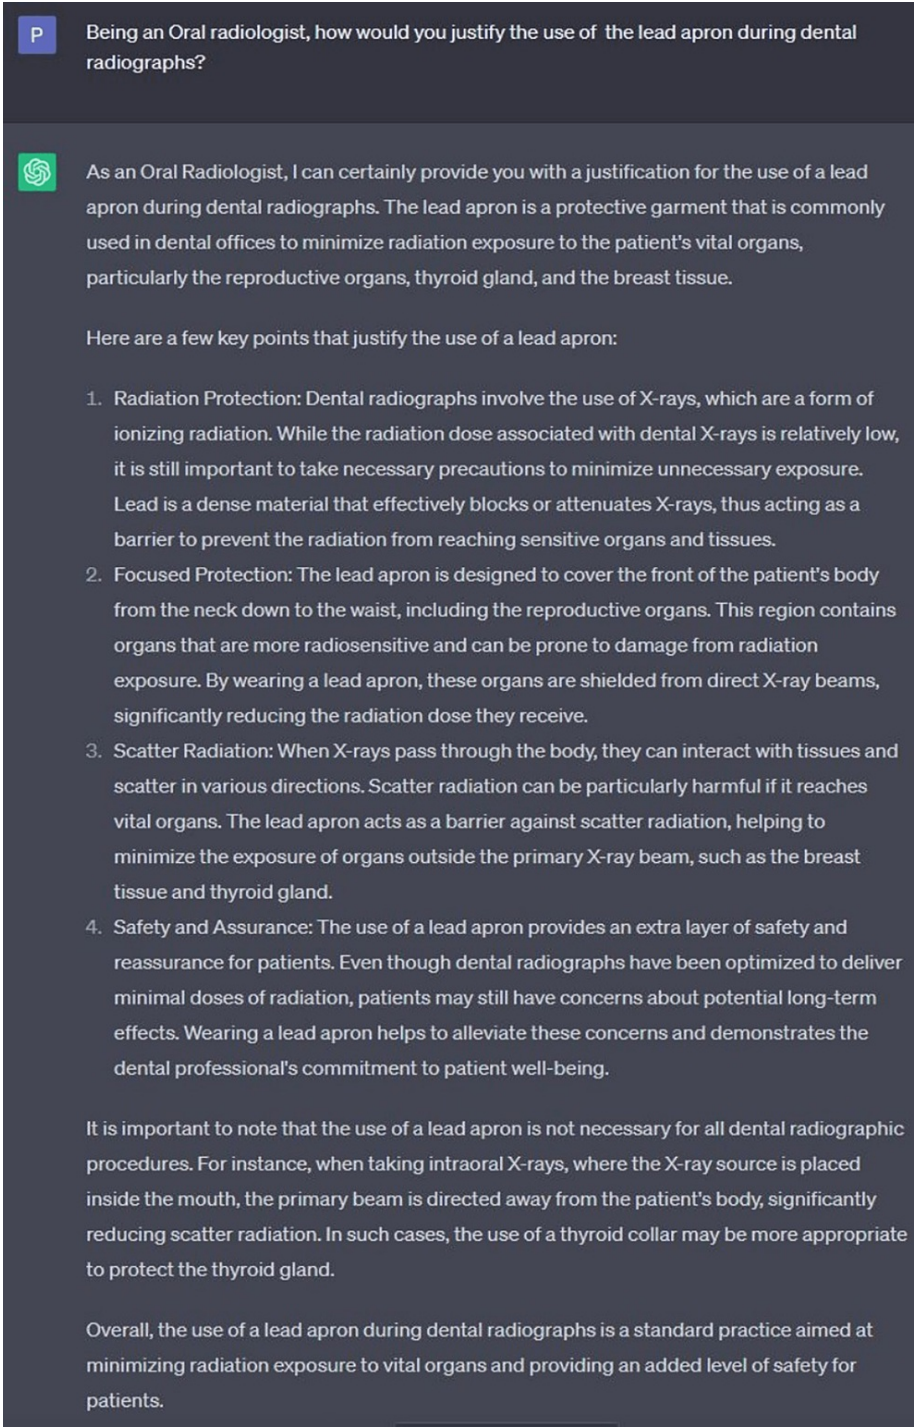 P
Being an Oral radiologist, how would you justify the use of the lead apron during dental
radiographs?
As an Oral Radiologist, I can certainly provide you with a justification for the use of a lead
apron during dental radiographs. The lead apron is a protective garment that is commonly
used in dental offices to minimize radiation exposure to the patient's vital organs,
particularly the reproductive organs, thyroid gland, and the breast tissue.
Here are a few key points that justify the use of a lead apron:
1. Radiation Protection: Dental radiographs involve the use of X-rays, which are a form of
ionizing radiation. While the radiation dose associated with dental X-rays is relatively low,
it is still important to take necessary precautions to minimize unnecessary exposure.
Lead is a dense material that effectively blocks or attenuates X-rays, thus acting as a
barrier to prevent the radiation from reaching sensitive organs and tissues.
2. Focused Protection: The lead apron is designed to cover the front of the patient's body
from the neck down to the waist, including the reproductive organs. This region contains
organs that are more radiosensitive and can be prone to damage from radiation
exposure. By wearing a lead apron, these organs are shielded from direct X-ray beams,
significantly reducing the radiation dose they receive.
3. Scatter Radiation: When X-rays pass through the body, they can interact with tissues and
scatter in various directions. Scatter radiation can be particularly harmful if it reaches
vital organs. The lead apron acts as a barrier against scatter radiation, helping to
minimize the exposure of organs outside the primary X-ray beam, such as the breast
tissue and thyroid gland.
4. Safety and Assurance: The use of a lead apron provides an extra layer of safety and
reassurance for patients. Even though dental radiographs have been optimized to deliver
minimal doses of radiation, patients may still have concerns about potential long-term
effects. Wearing a lead apron helps to alleviate these concerns and demonstrates the
dental professional's commitment to patient well-being.
It is important to note that the use of a lead apron is not necessary for all dental radiographic
procedures. For instance, when taking intraoral X-rays, where the X-ray source is placed
inside the mouth, the primary beam is directed away from the patient's body, significantly
reducing scatter radiation. In such cases, the use of a thyroid collar may be more appropriate
to protect the thyroid gland.
Overall, the use of a lead apron during dental radiographs is a standard practice aimed at
minimizing radiation exposure to vital organs and providing an added level of safety for
patients.